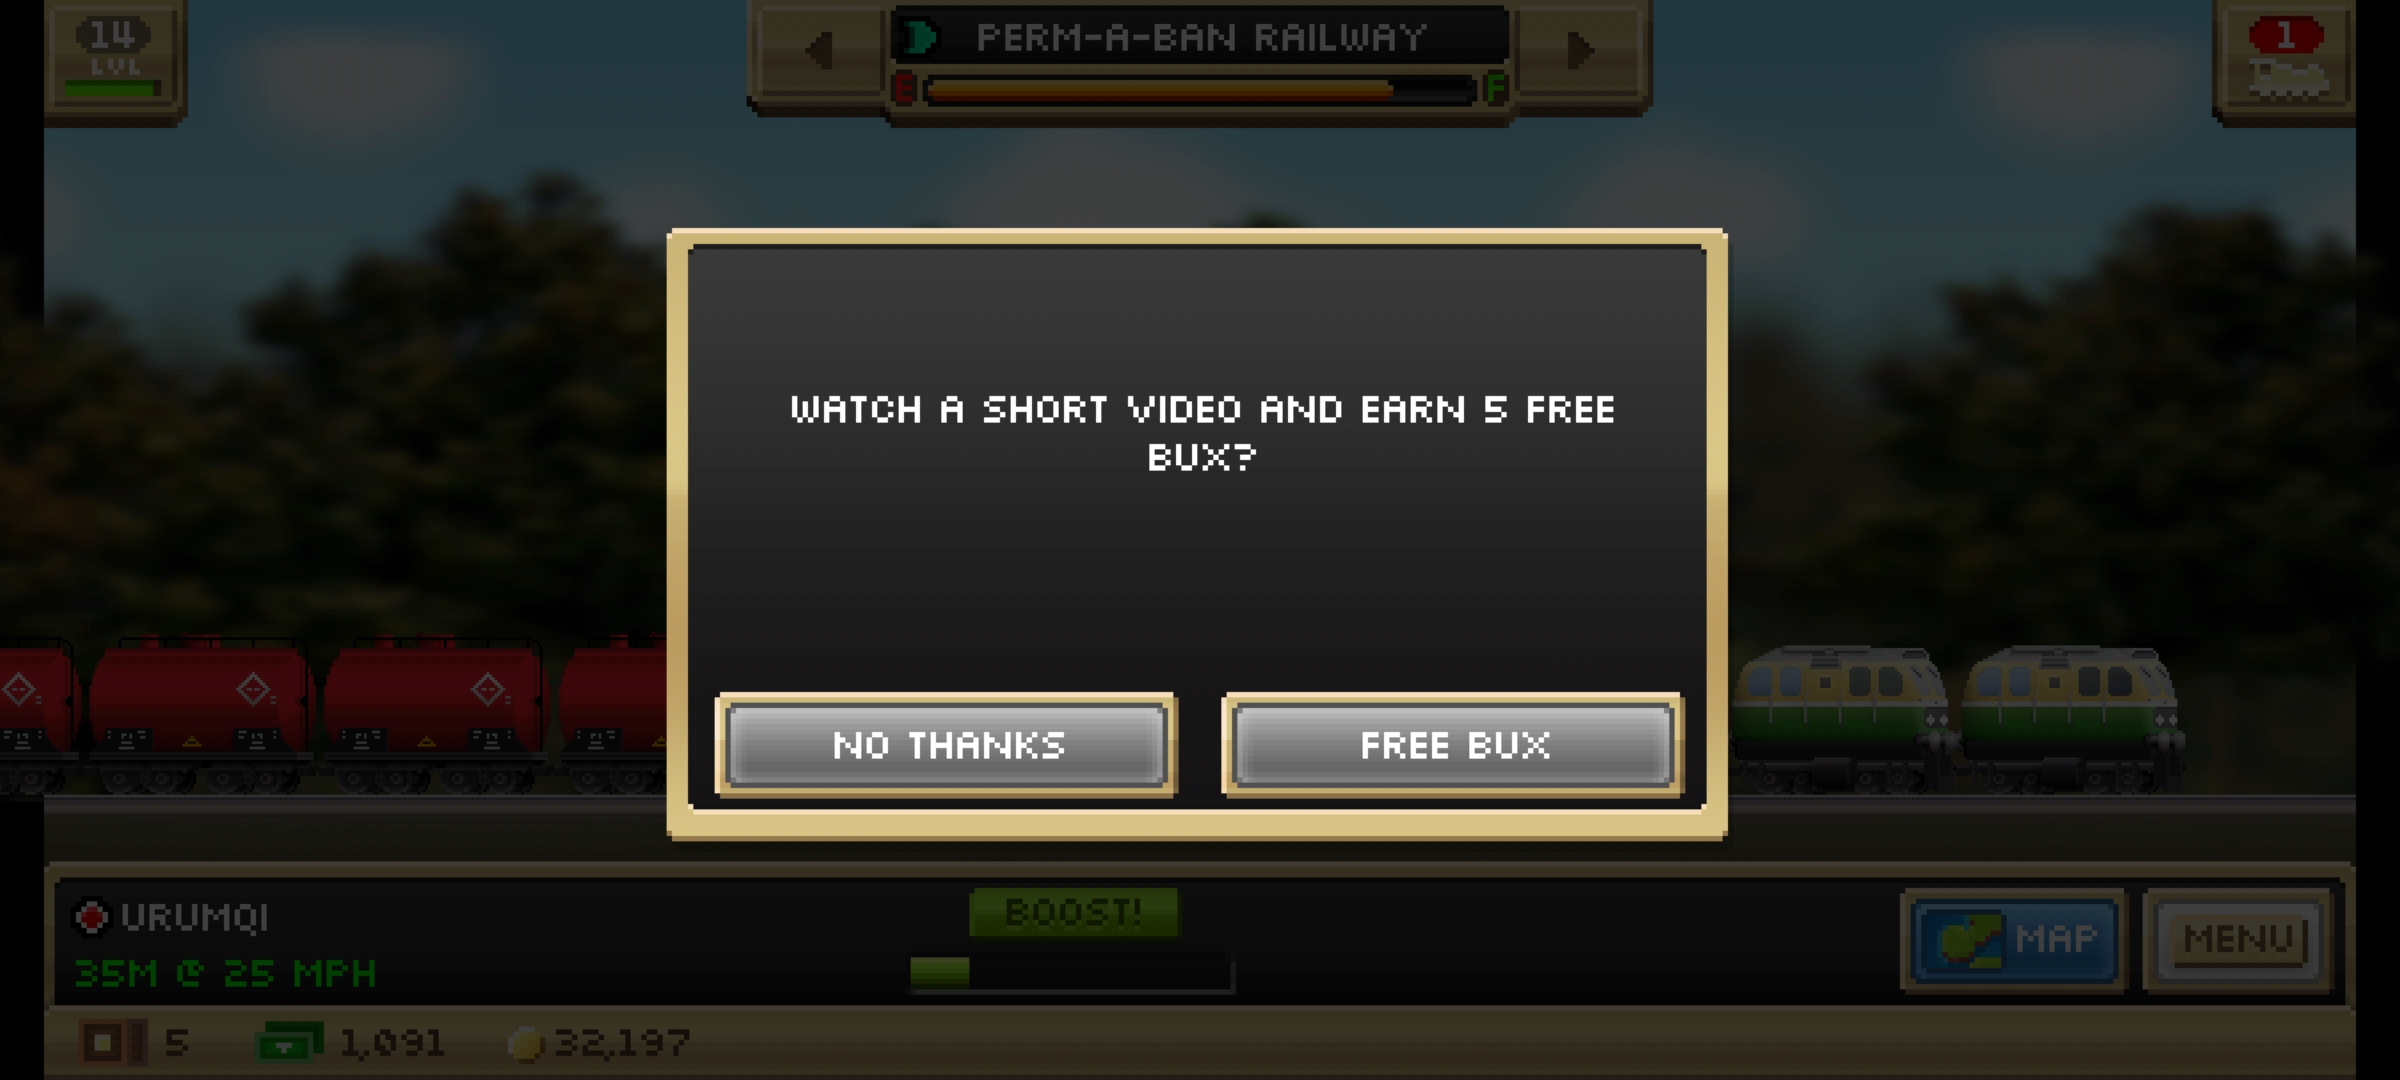 14
LVL
PERM-A-BAN RAILWAY
E
F
1
WATCH A SHORT VIDEO AND EARN 5 FREE
BUX?
NO THANKS
FREE BUX
URUMQI
35M @ 25 MPH
BOOST!
MAP
MENU
5
1,091
32,197